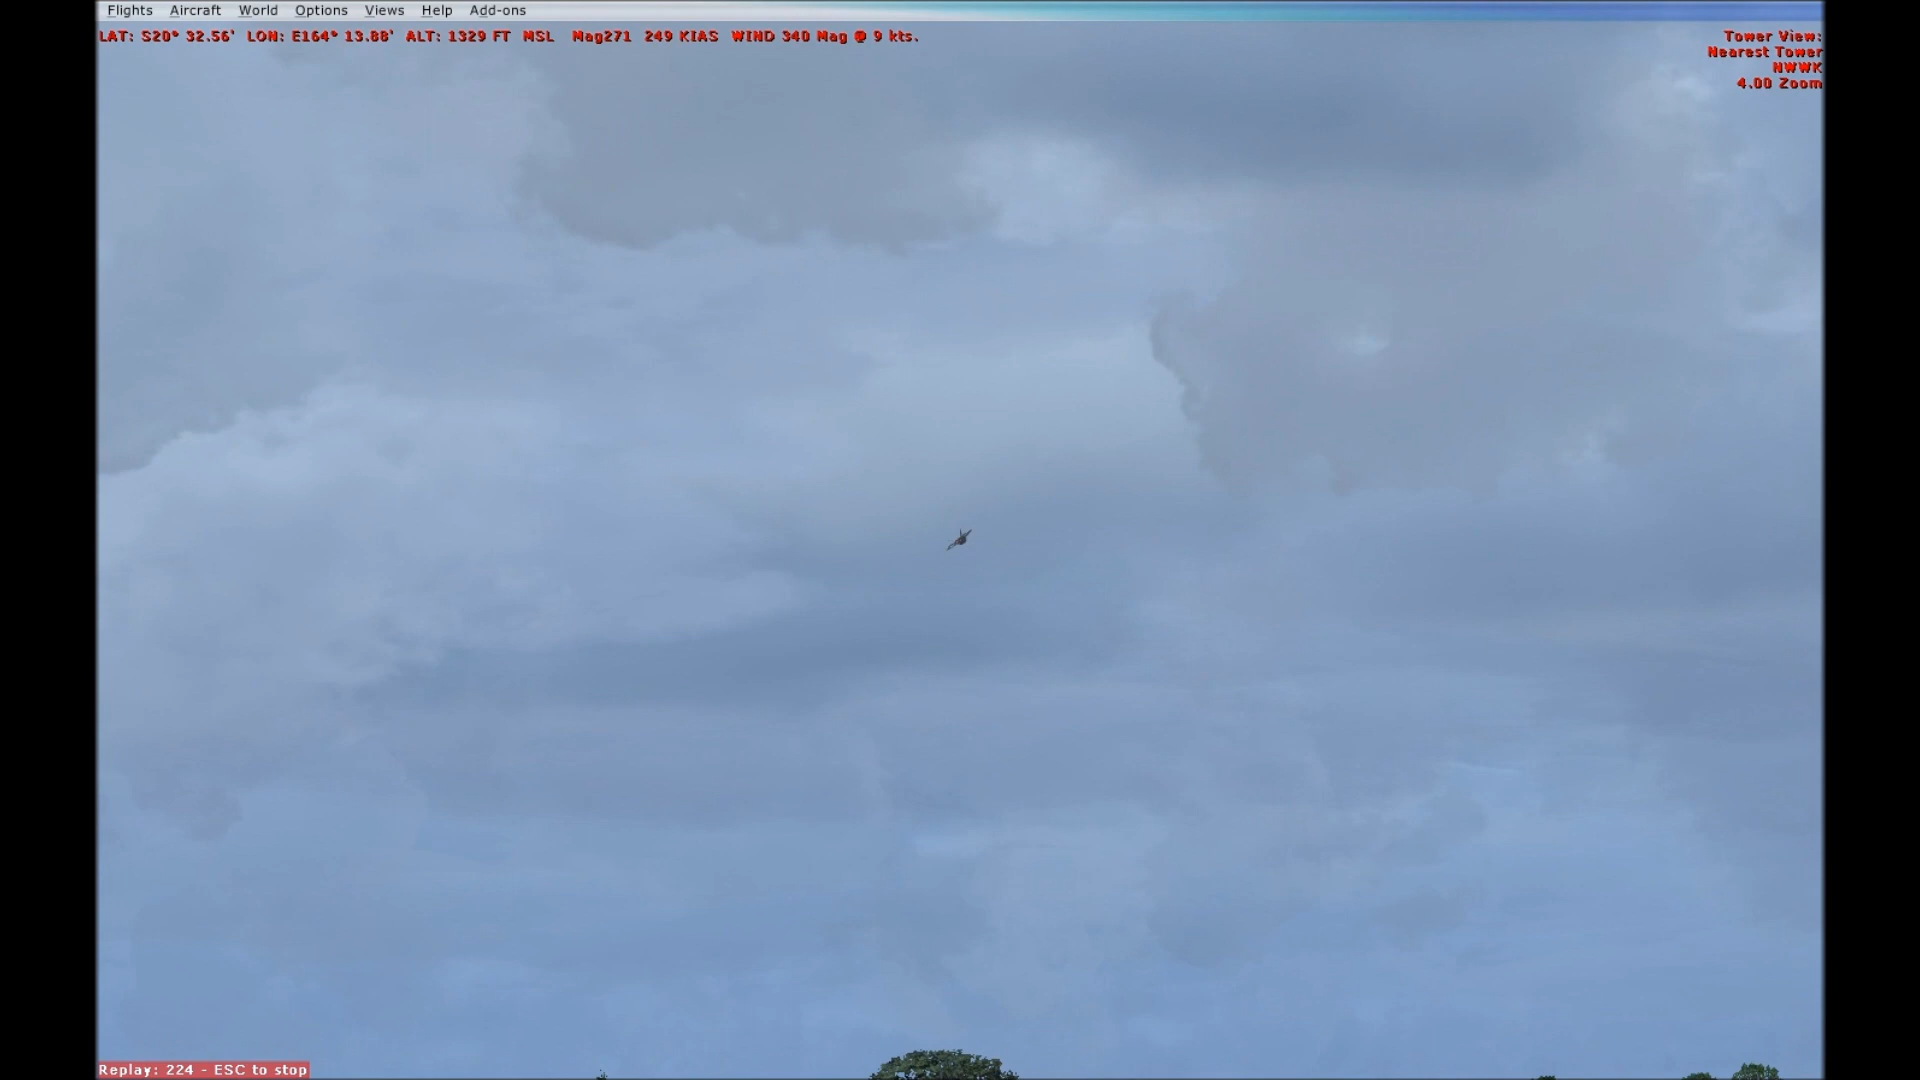 Flights Aircraft World Options Views Help Add-ons
LAT: S20° 32.56' LON: E164° 13.88' ALT: 1329 FT MSL Mag271 249 KIAS WIND 340 Mag @ 9 kts.
Tower View:
Nearest Tower
NWWK
4.00 Zoom
Replay: 224 - ESC to stop